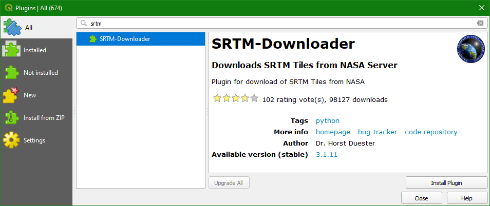 Plugins | All (674)
All
Installed
Not installed
New
Install from ZIP
Settings
srtm
SRTM-Downloader
SRTM-Downloader
Downloads SRTM Tiles from NASA Server
Plugin for download of SRTM Tiles from NASA
102 rating vote(s), 98127 downloads
Tags python
More info homepage bug tracker code repository
Author Dr. Horst Duester
Available version (stable) 3.1.11
Upgrade All
Install Plugin
Close
Help